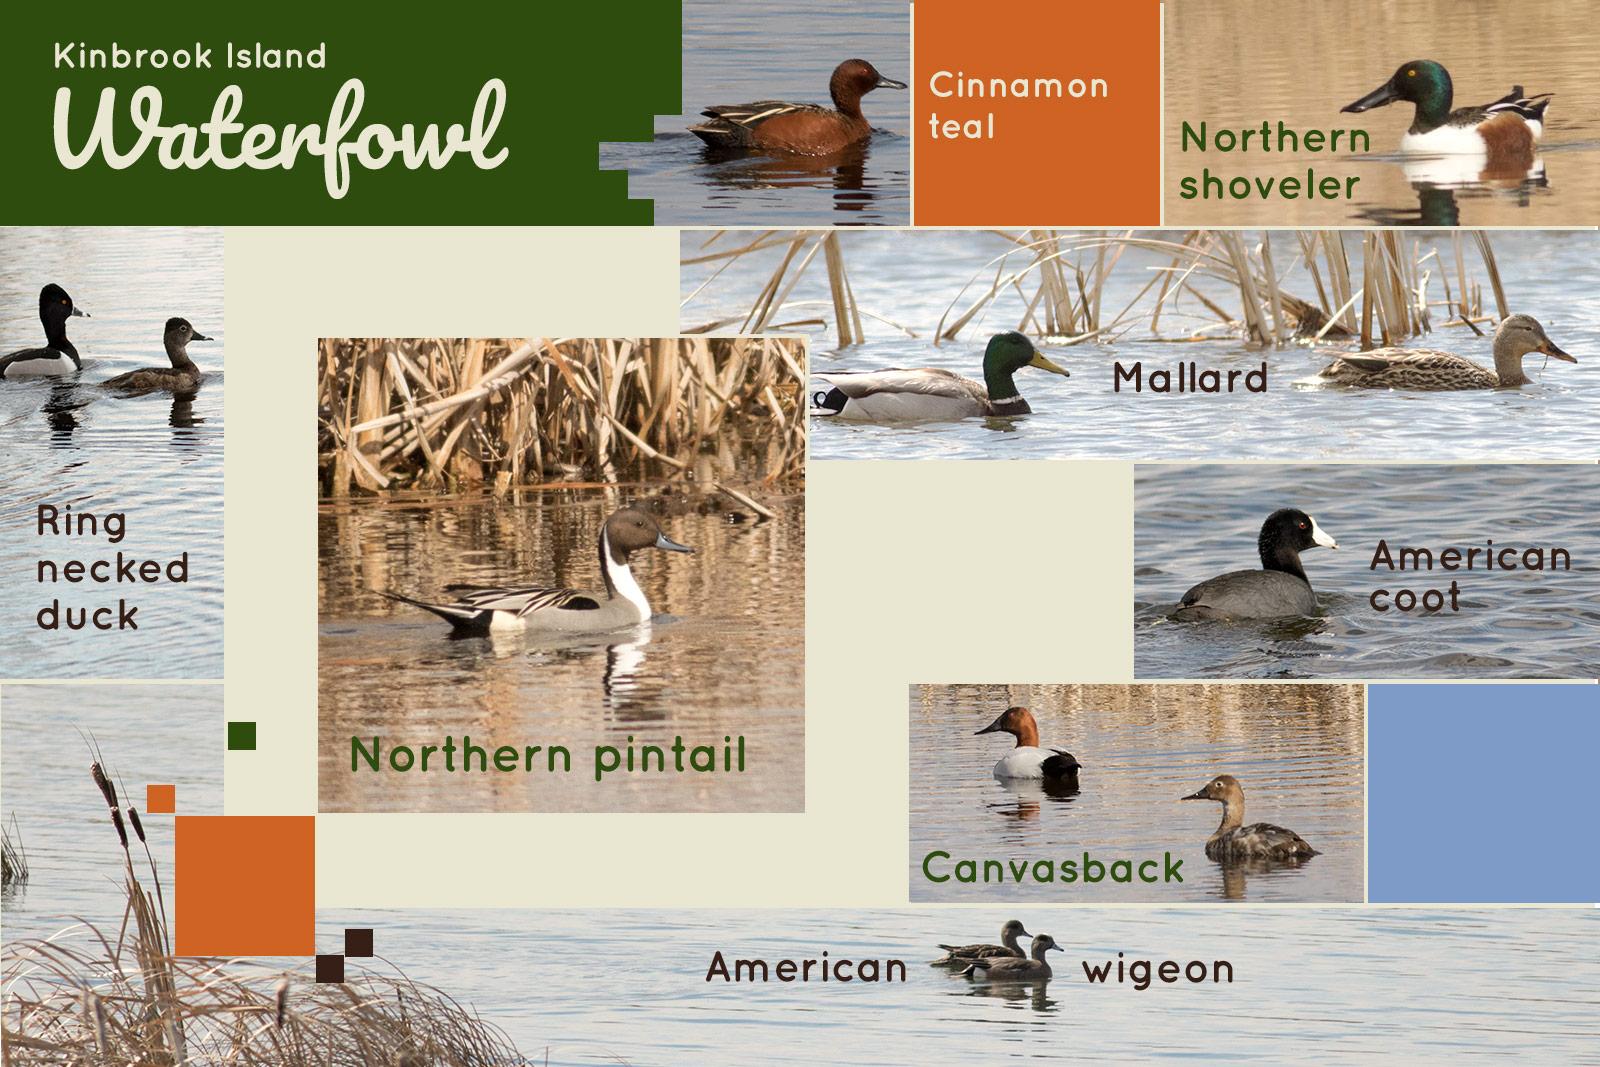 Kinbrook Island
Waterfowl
Cinnamon
teal
Northern
shoveler
Mallard
Ring
necked
duck
American
coot
Northern pintail
Canvasback
American wigeon